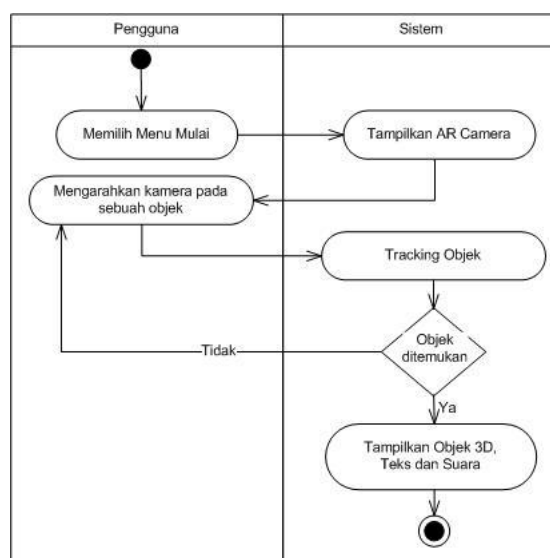 Pengguna
Sistem
Memilih Menu Mulai
Tampilkan AR Camera
Mengarahkan kamera pada
sebuah objek
Tracking Objek
Objek
ditemukan
Tidak
Ya
Tampilkan Objek 3D,
Teks dan Suara